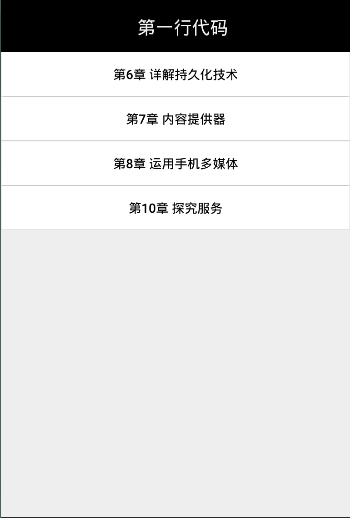 第一行代码
第6章 详解持久化技术
第7章 内容提供器
第8章 运用手机多媒体
第10章 探究服务